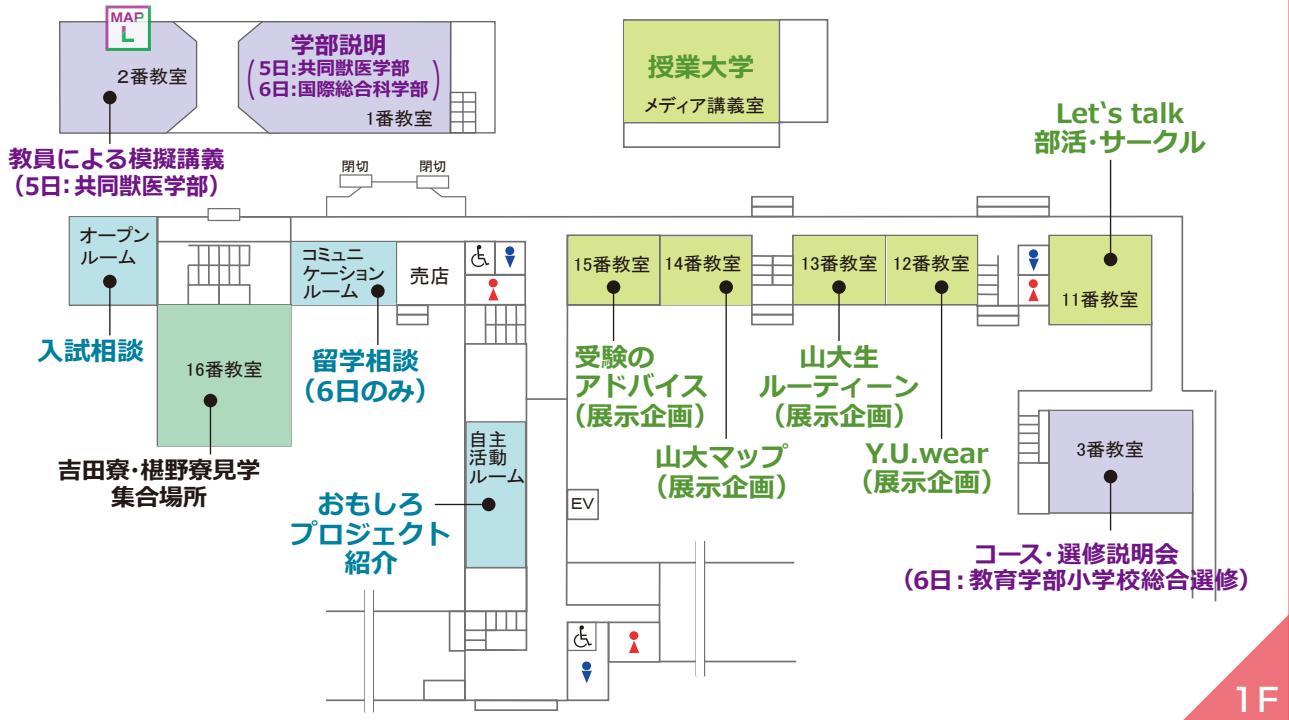 MAP
L
2番教室
学部説明
(5日:共同獣医学部
6日:国際総合科学部)
1番教室
授業大学
メディア講義室
Let‘s talk
部活・サークル
教員による模擬講義
(5日:共同獣医学部)
閉切
閉切
オープン
ルーム
コミュニ
ケーション
ルーム
売店
15番教室
14番教室
13番教室
12番教室
11番教室
入試相談
16番教室
留学相談
(6日のみ)
受験の
アドバイス
(展示企画)
山大マップ
(展示企画)
山大生
ルーティーン
(展示企画)
Y.U.wear
(展示企画)
3番教室
吉田寮・椹野寮見学
集合場所
自主
活動
ルーム
おもしろ
プロジェクト
紹介
EV
コース・選修説明会
(6日:教育学部小学校総合選修)
1F